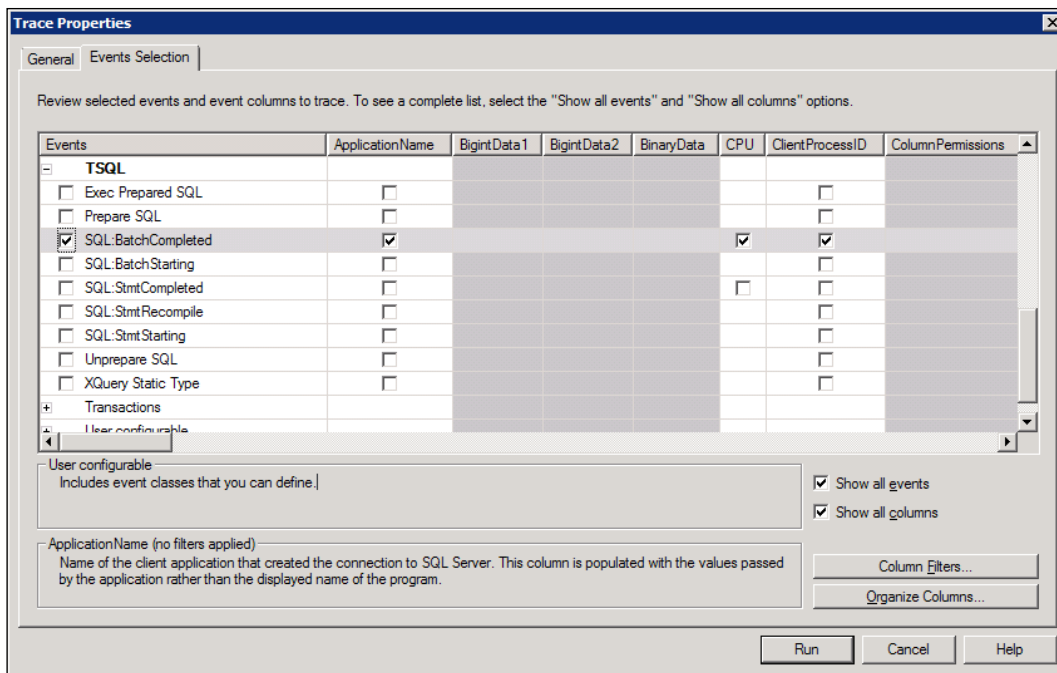 Trace Properties
General Events Selection
Review selected events and event columns to trace. To see a complete list, select the "Show all events" and "Show all columns" options.
Events ApplicationName BigintData1 BigintData2 BinaryData CPU ClientProcessID ColumnPermissions
TSQL
Exec Prepared SQL
Prepare SQL
SQL:BatchCompleted
SQL:BatchStarting
SQL:StmtCompleted
SQL:StmtRecompile
SQL:StmtStarting
Unprepare SQL
XQuery Static Type
Transactions
User configurable
User configurable
Includes event classes that you can define.
Show all events
Show all columns
ApplicationName (no filters applied)
Name of the client application that created the connection to SQL Server. This column is populated with the values passed
by the application rather than the displayed name of the program.
Column Filters...
Organize Columns...
Run Cancel Help